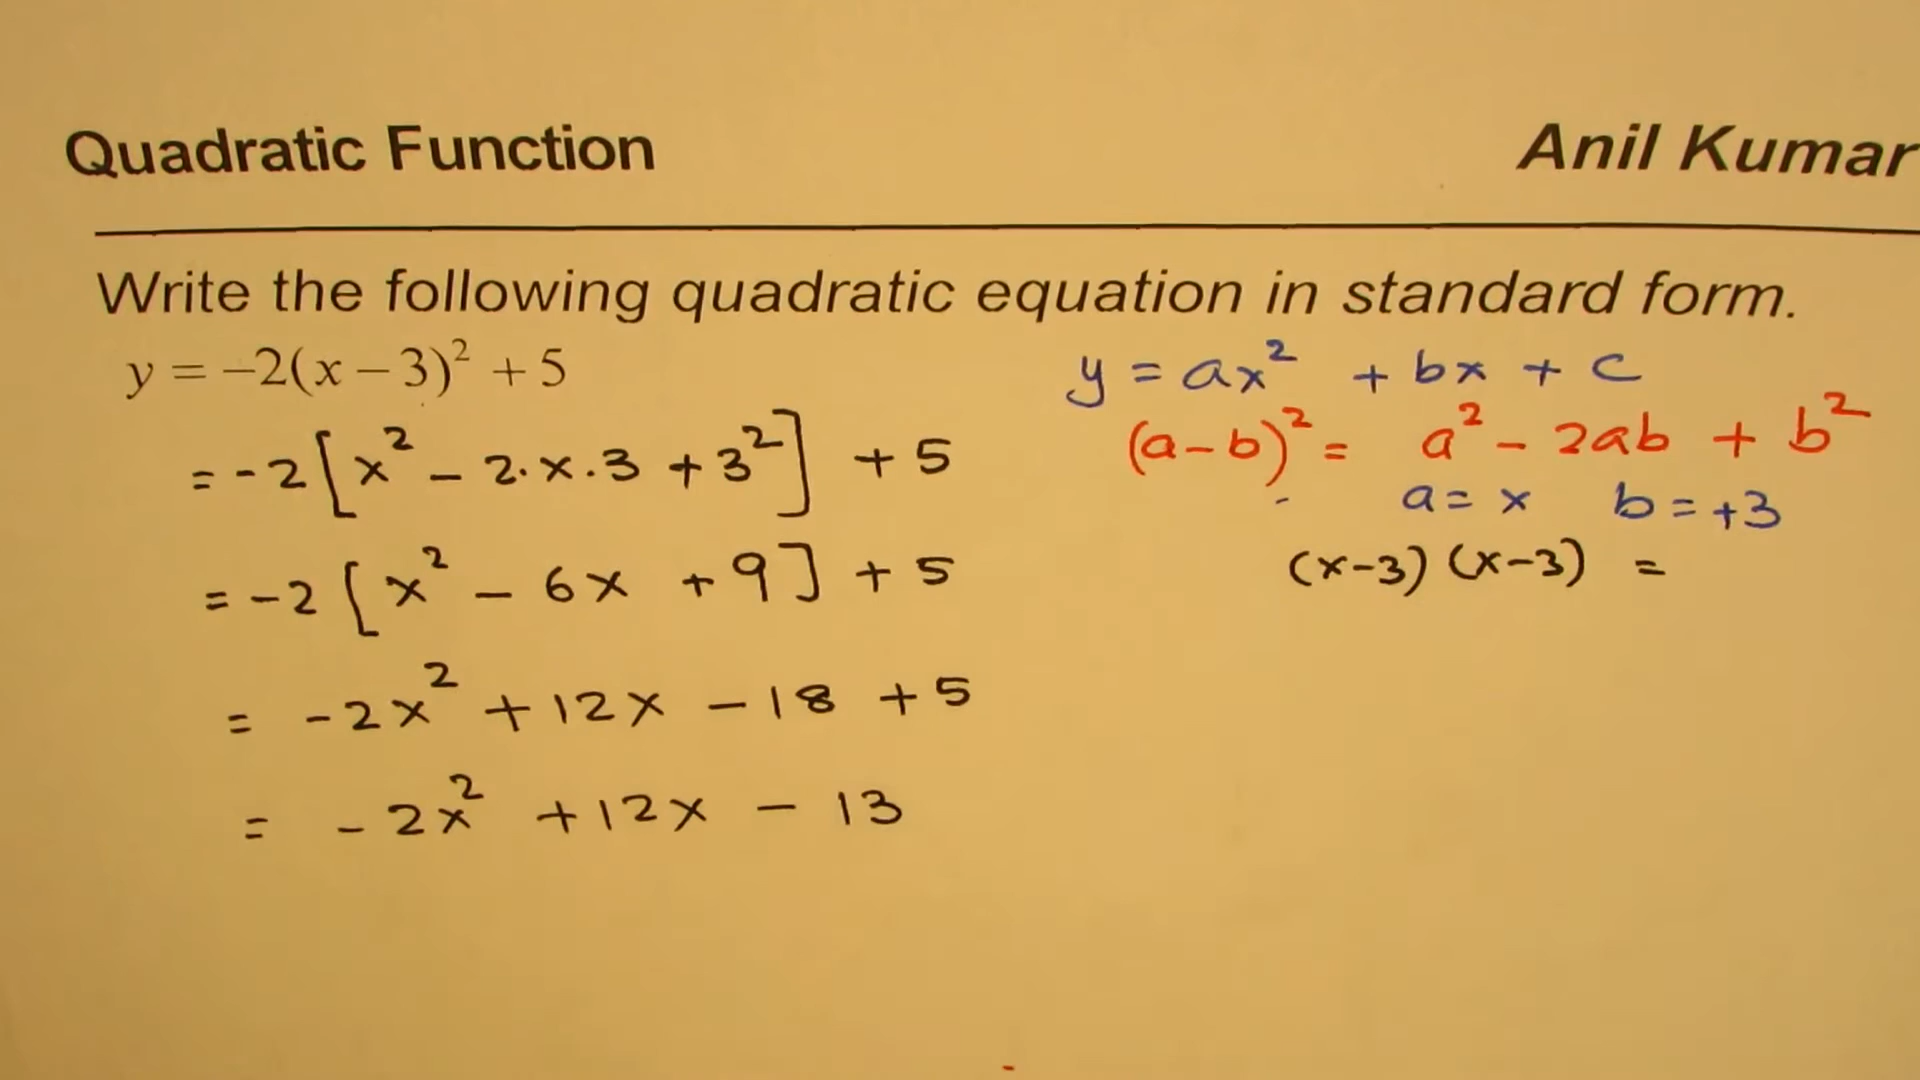 Quadratic Function
Anil Kumar
Write the following quadratic equation in standard form.
y = −2(x − 3)² + 5
= -2[x² - 2·x·3 + 3²] + 5
= -2[x² - 6x + 9] + 5
= -2x² + 12x - 18 + 5
= -2x² + 12x - 13
y = ax² + bx + c
(a-b)² = a² - 2ab + b²
a = x b = +3
(x-3)(x-3) =